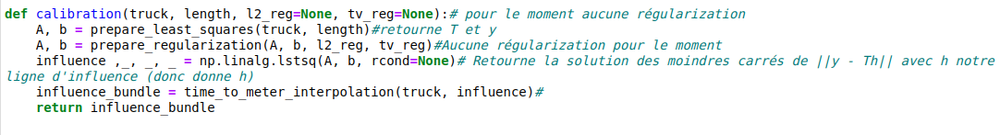 def calibration(truck, length, l2_reg=None, tv_reg=None):# pour le moment aucune régularization
    A, b = prepare_least_squares(truck, length)#retourne T et y
    A, b = prepare_regularization(A, b, l2_reg, tv_reg)#Aucune régularization pour le moment
    influence ,_, _, _ = np.linalg.lstsq(A, b, rcond=None)# Retourne la solution des moindres carrés de ||y - Th|| avec h notre
ligne d'influence (donc donne h)
    influence_bundle = time_to_meter_interpolation(truck, influence)#
    return influence_bundle